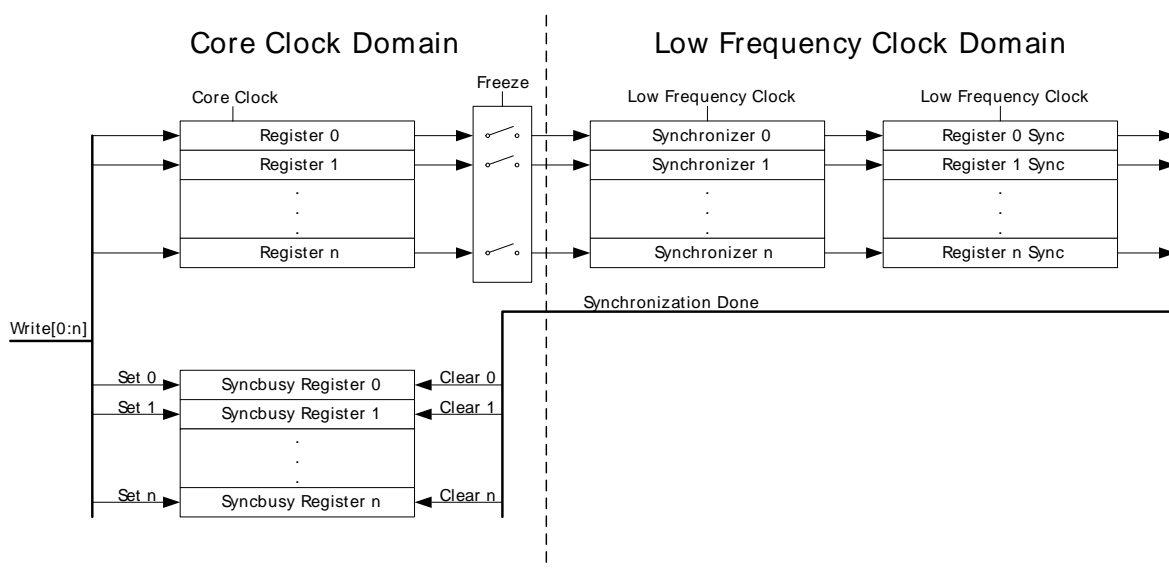 Core Clock Domain
Low Frequency Clock Domain
Freeze
Core Clock
Low Frequency Clock
Low Frequency Clock
Register 0
Synchronizer 0
Register 0 Sync
Register 1
Synchronizer 1
Register 1 Sync
.
.
.
.
.
.
.
.
.
Register n
Synchronizer n
Register n Sync
Synchronization Done
Write[0:n]
Set 0
Syncbusy Register 0
Clear 0
Set 1
Syncbusy Register 1
Clear 1
.
.
.
Set n
Syncbusy Register n
Clear n